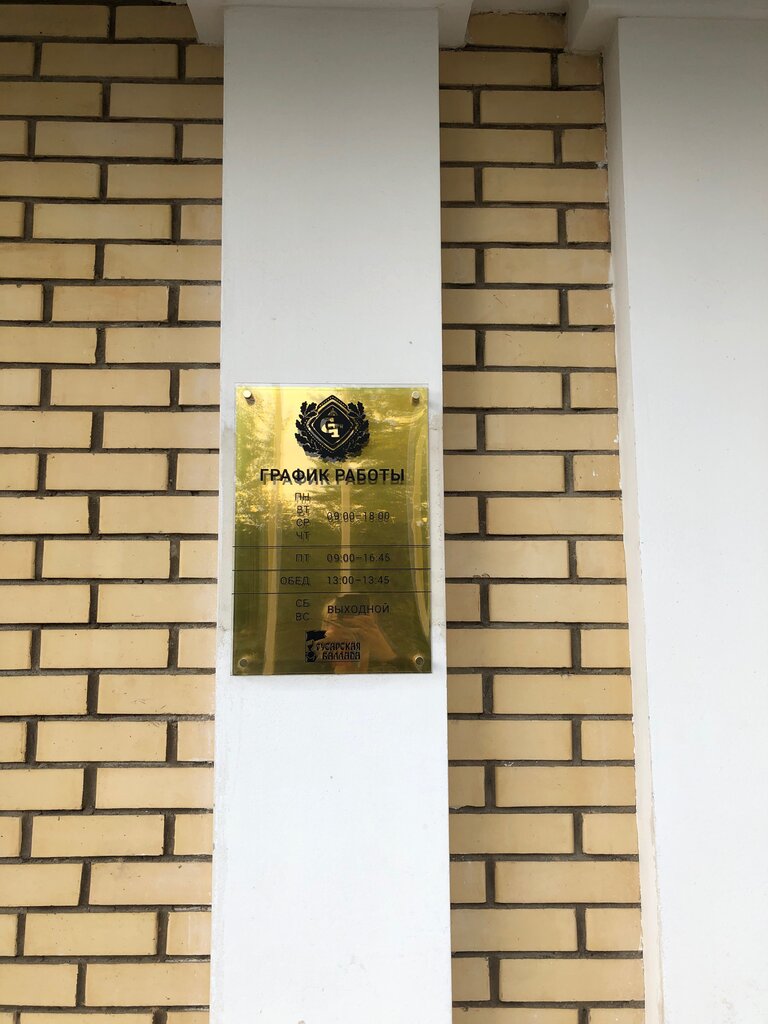 ГРАФИК РАБОТЫ
ПН
ВТ
СР
ЧТ
09:00–18:00
ПТ 09:00–16:45
ОБЕД 13:00–13:45
СБ
ВС
ВЫХОДНОЙ
ГУСАРСКАЯ
БАЛЛАДА